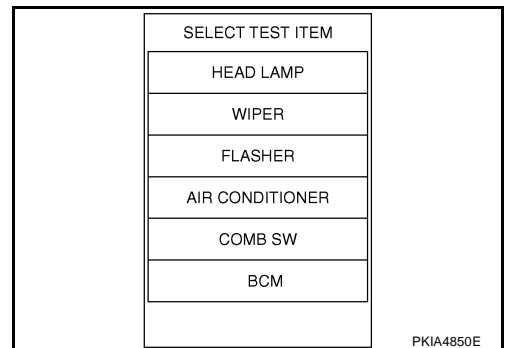 SELECT TEST ITEM
HEAD LAMP
WIPER
FLASHER
AIR CONDITIONER
COMB SW
BCM
PKIA4850E